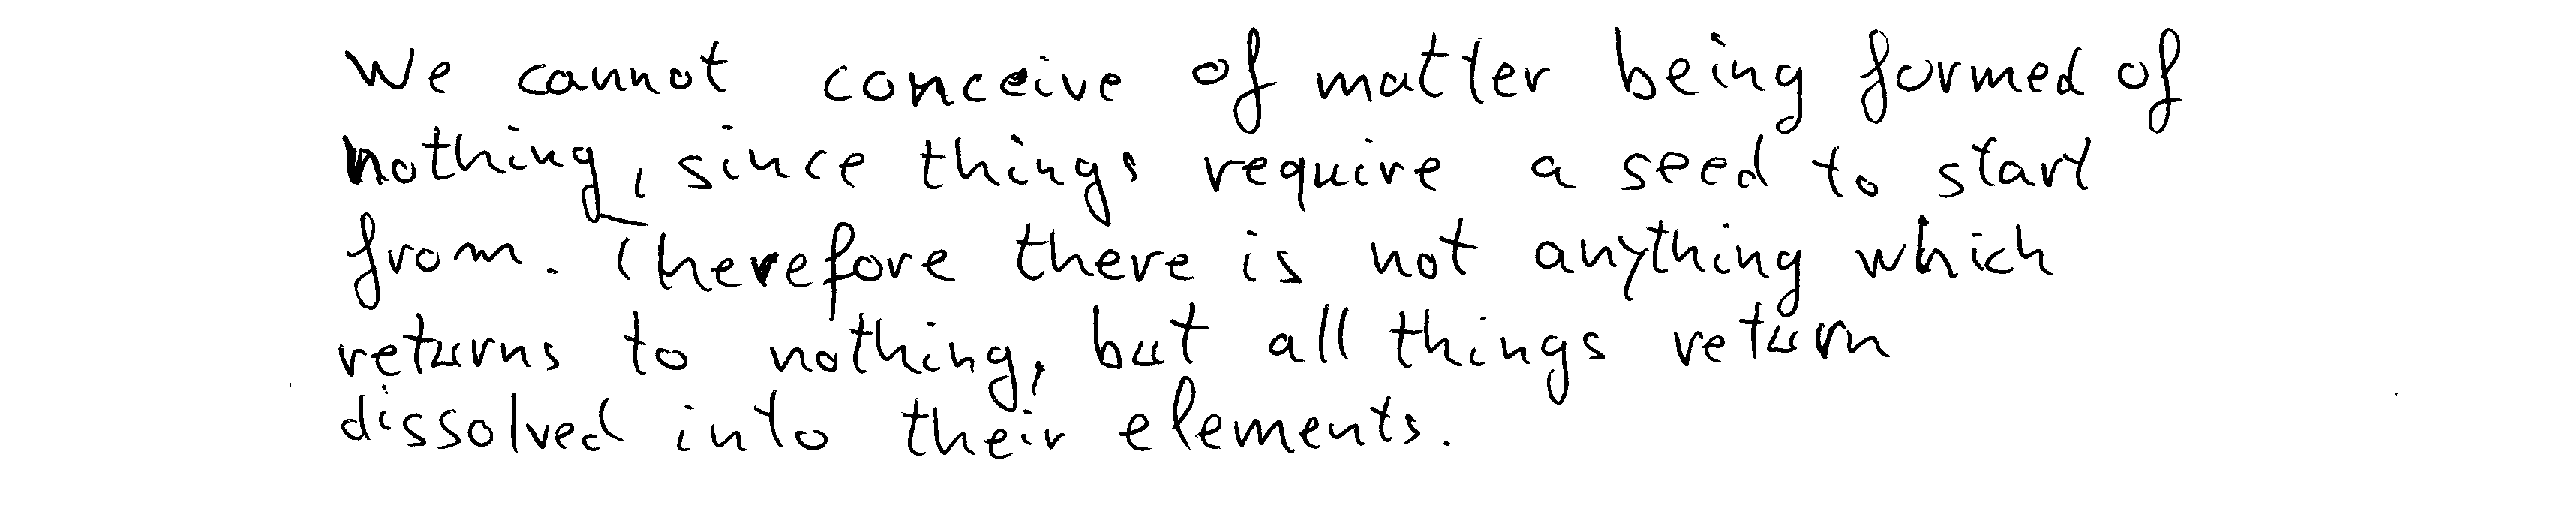 We cannot conceive of matter being formed of
nothing, since things require a seed to start
from. Therefore there is not anything which
returns to nothing, but all things return
dissolved into their elements.